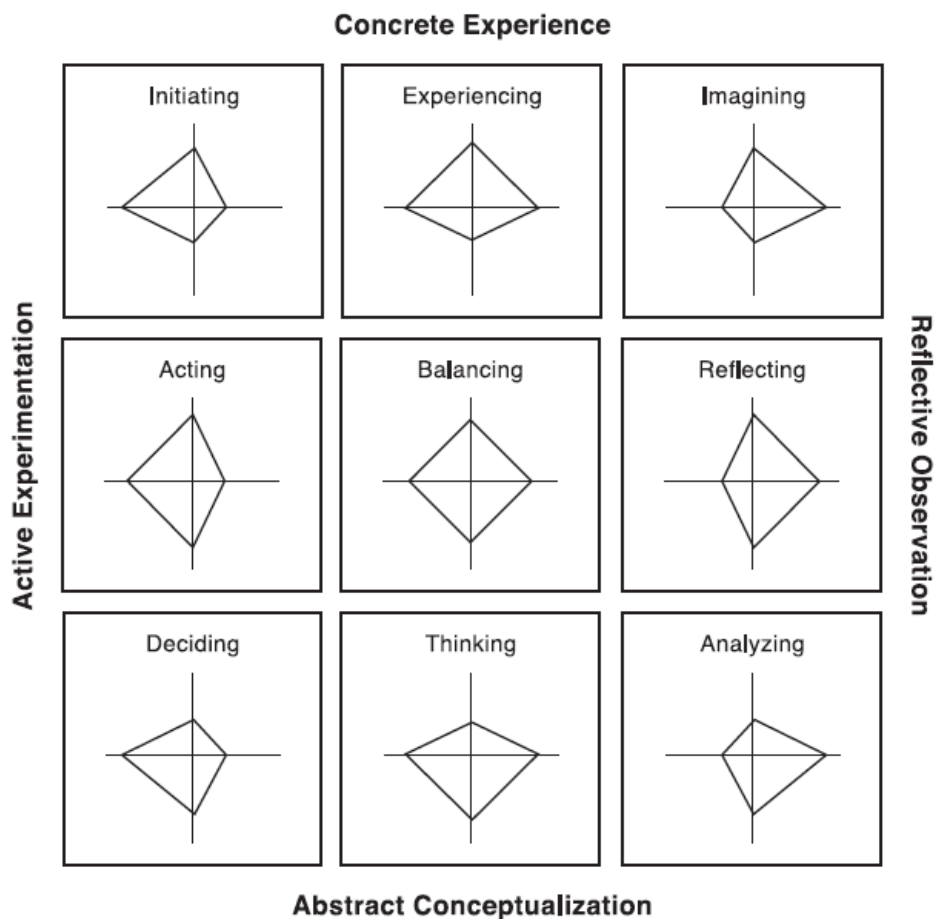 Concrete Experience
Initiating
Experiencing
Imagining
Active Experimentation
Reflective Observation
Acting
Balancing
Reflecting
Deciding
Thinking
Analyzing
Abstract Conceptualization